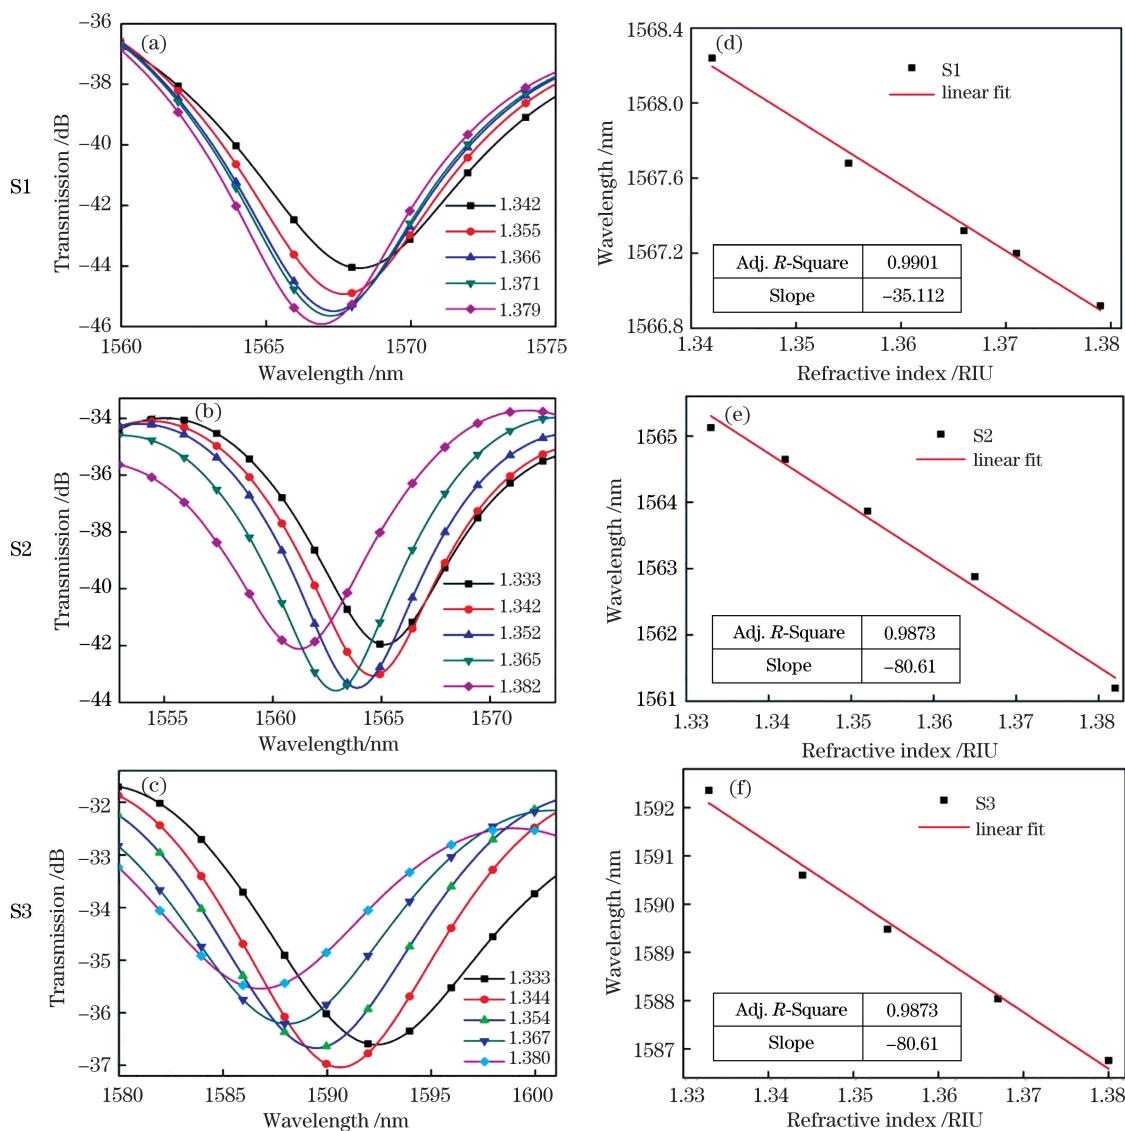 S1
(a)
Transmission /dB
−36
−38
−40
−42
−44
−46
1.342
1.355
1.366
1.371
1.379
1560 1565 1570 1575
Wavelength /nm
(d)
Wavelength /nm
1568.4
1568.0
1567.6
1567.2
1566.8
S1
linear fit
Adj. R-Square 0.9901
Slope −35.112
1.34 1.35 1.36 1.37 1.38
Refractive index /RIU
S2
(b)
Transmission /dB
−34
−36
−38
−40
−42
−44
1.333
1.342
1.352
1.365
1.382
1555 1560 1565 1570
Wavelength/nm
(e)
Wavelength /nm
1565
1564
1563
1562
1561
S2
linear fit
Adj. R-Square 0.9873
Slope −80.61
1.33 1.34 1.35 1.36 1.37 1.38
Refractive index /RIU
S3
(c)
Transmission /dB
−32
−33
−34
−35
−36
−37
1.333
1.344
1.354
1.367
1.380
1580 1585 1590 1595 1600
Wavelength /nm
(f)
Wavelength /nm
1592
1591
1590
1589
1588
1587
S3
linear fit
Adj. R-Square 0.9873
Slope −80.61
1.33 1.34 1.35 1.36 1.37 1.38
Refractive index /RIU